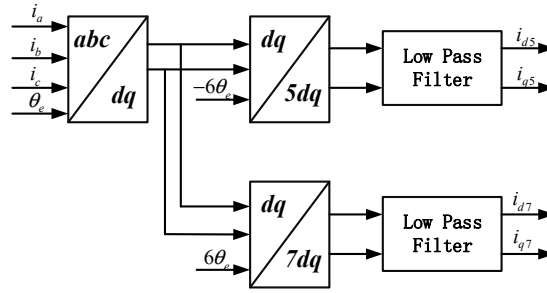 i_a
i_b
i_c
θ_e
abc
dq
dq
−6θ_e
5dq
Low Pass
Filter
i_d5
i_q5
dq
6θ_e
7dq
Low Pass
Filter
i_d7
i_q7